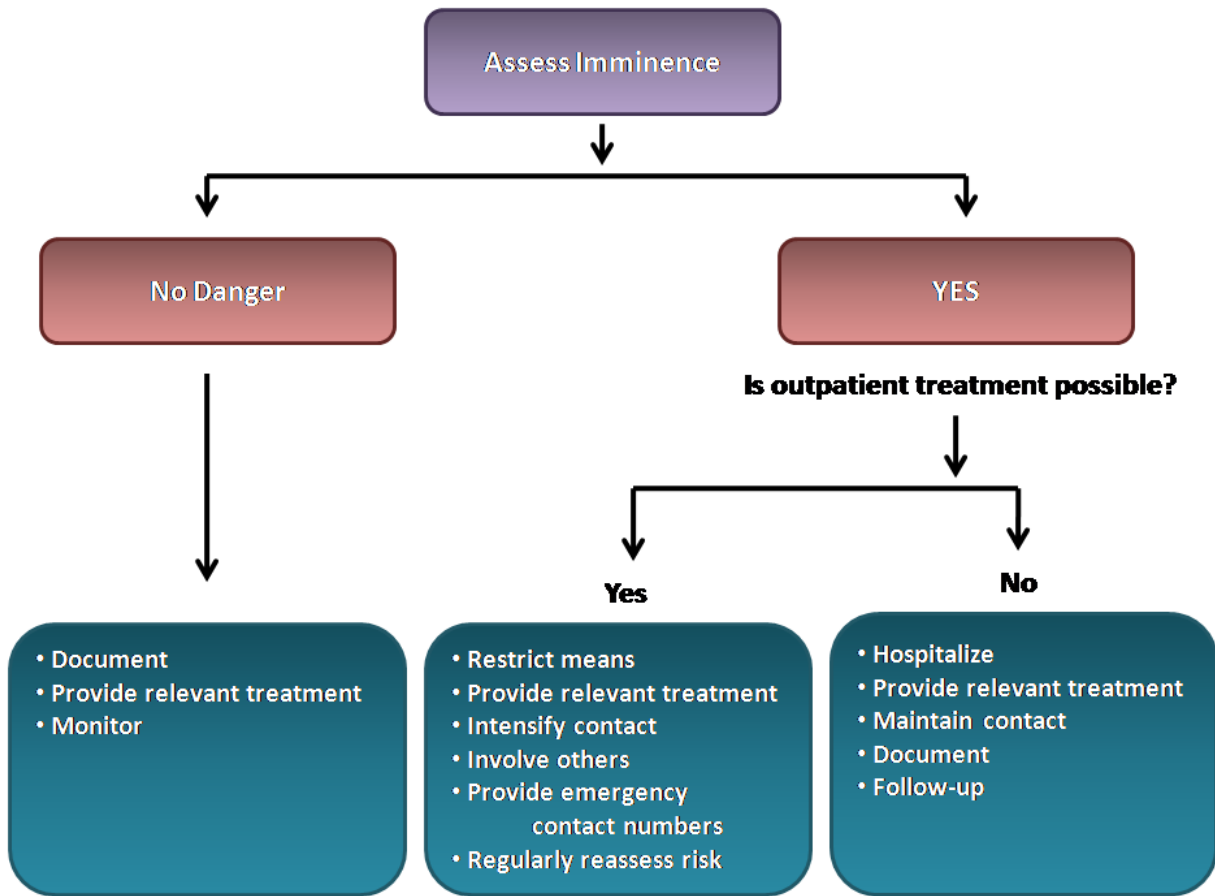 Assess Imminence
No Danger
YES
Is outpatient treatment possible?
Yes
No
• Document
• Provide relevant treatment
• Monitor
• Restrict means
• Provide relevant treatment
• Intensify contact
• Involve others
• Provide emergency
contact numbers
• Regularly reassess risk
• Hospitalize
• Provide relevant treatment
• Maintain contact
• Document
• Follow-up